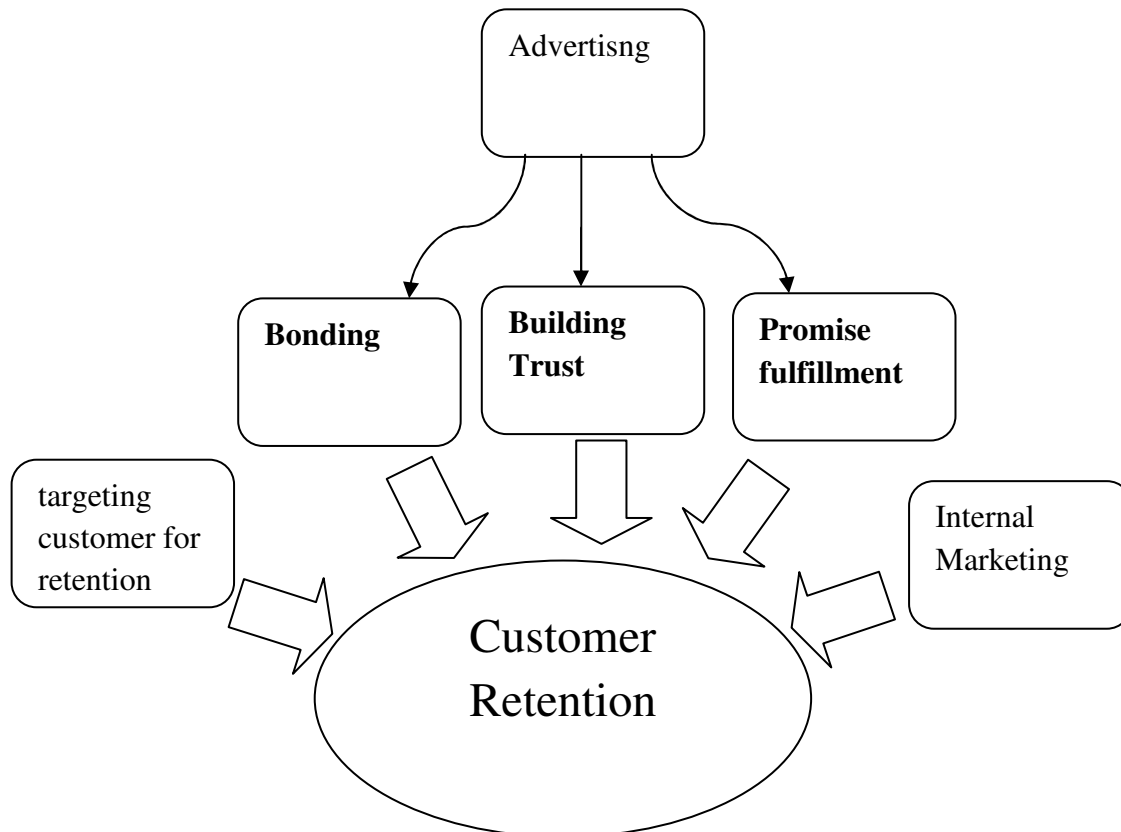 Advertisng
Bonding
Building
Trust
Promise
fulfillment
targeting
customer for
retention
Internal
Marketing
Customer
Retention